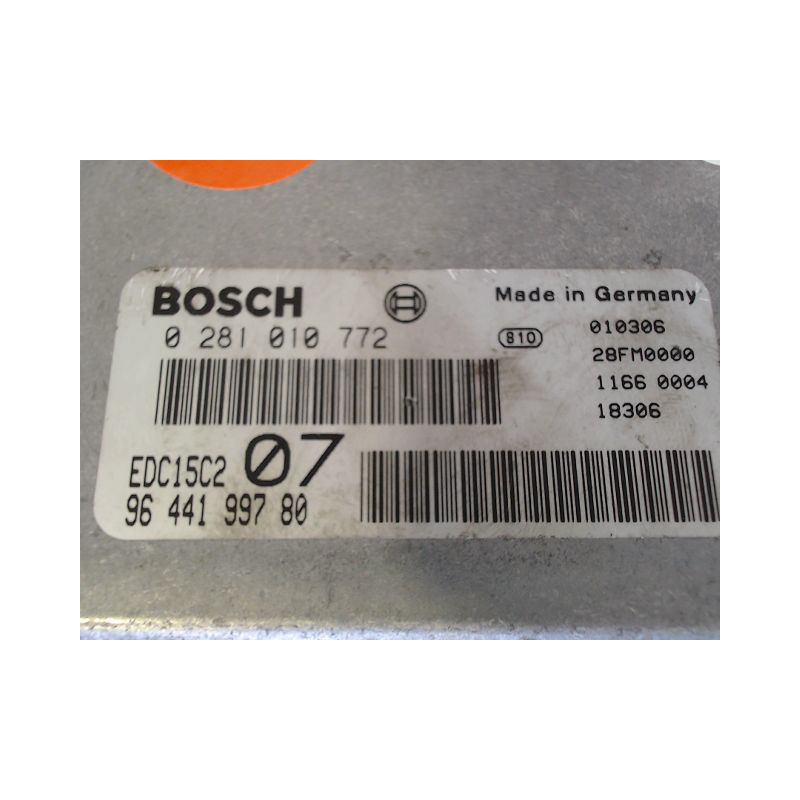 BOSCH
0 281 010 772
Made in Germany
810
010306
28FM0000
1166 0004
18306
EDC15C2 07
96 441 997 80